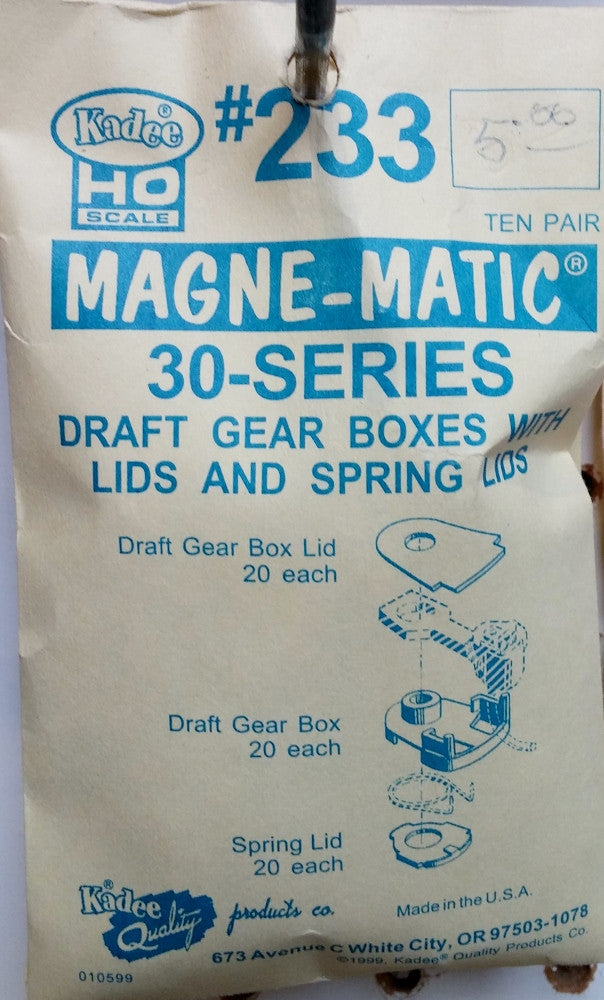 Kadee®
HO
SCALE
#233
5.00
TEN PAIR
MAGNE-MATIC®
30-SERIES
DRAFT GEAR BOXES WITH
LIDS AND SPRING LIDS
Draft Gear Box Lid
20 each
Draft Gear Box
20 each
Spring Lid
20 each
Kadee®
Quality products co.
Made in the U.S.A.
673 Avenue C White City, OR 97503-1078
©1999, Kadee® Quality Products Co.
010599